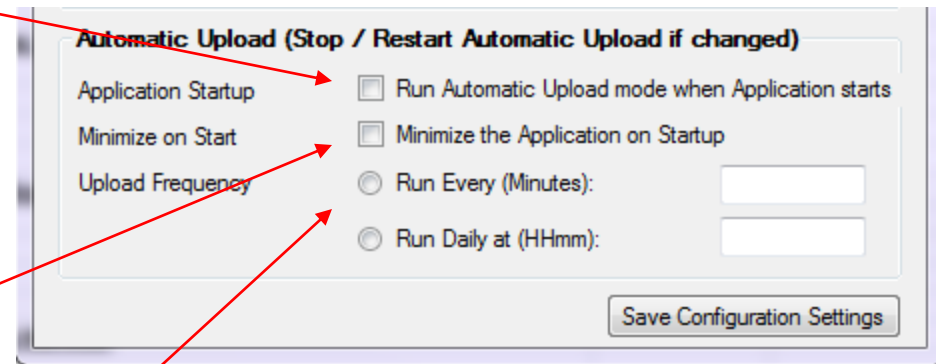 Automatic Upload (Stop / Restart Automatic Upload if changed)
Application Startup Run Automatic Upload mode when Application starts
Minimize on Start Minimize the Application on Startup
Upload Frequency Run Every (Minutes):
Run Daily at (HHmm):
Save Configuration Settings